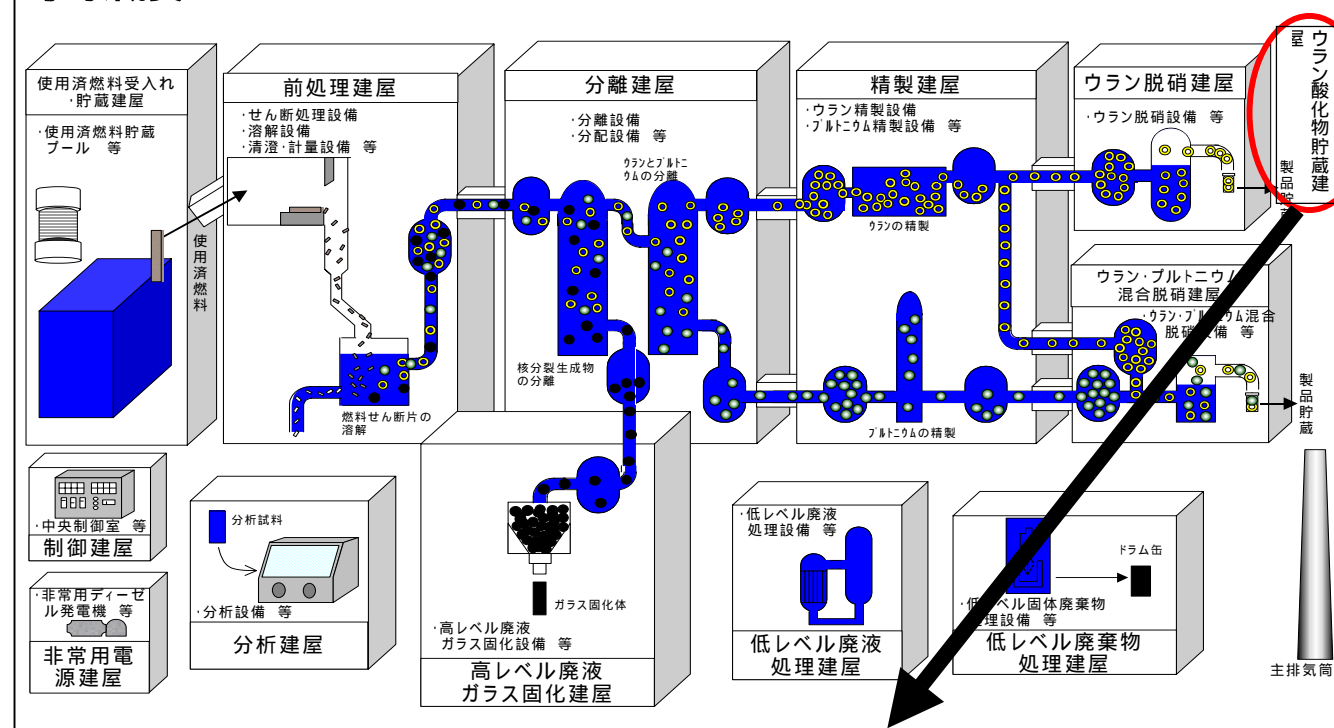 使用済燃料受入れ
・貯蔵建屋
・使用済燃料貯蔵
プール 等
使用済燃料
前処理建屋
・せん断処理設備
・溶解設備
・清澄・計量設備 等
燃料せん断片の
溶解
分離建屋
・分離設備
・分配設備 等
ウランとプルトニ
ウムの分離
核分裂生成物
の分離
精製建屋
・ウラン精製設備
・プルトニウム精製設備 等
ウランの精製
プルトニウムの精製
ウラン脱硝建屋
・ウラン脱硝設備 等
製品貯蔵
ウラン酸化物貯蔵建
屋
ウラン・プルトニウム
混合脱硝建屋
・ウラン・プルトニウム混合
脱硝設備 等
製品貯蔵
・中央制御室 等
制御建屋
・非常用ディーゼ
ル発電機 等
非常用電
源建屋
分析試料
・分析設備 等
分析建屋
ガラス固化体
・高レベル廃液
ガラス固化設備 等
高レベル廃液
ガラス固化建屋
・低レベル廃液
処理設備 等
低レベル廃液
処理建屋
ドラム缶
・低レベル固体廃棄物
処理設備 等
低レベル廃棄物
処理建屋
主排気筒